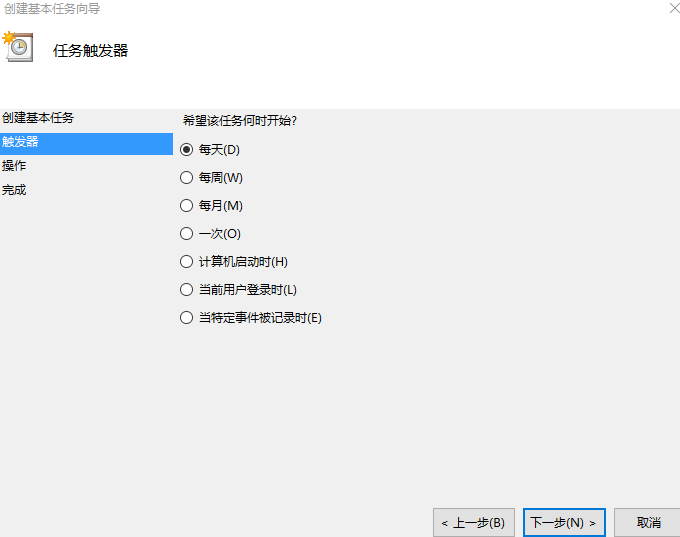 创建基本任务向导
任务触发器
创建基本任务
触发器
操作
完成
希望该任务何时开始?
每天(D)
每周(W)
每月(M)
一次(O)
计算机启动时(H)
当前用户登录时(L)
当特定事件被记录时(E)
< 上一步(B)
下一步(N) >
取消